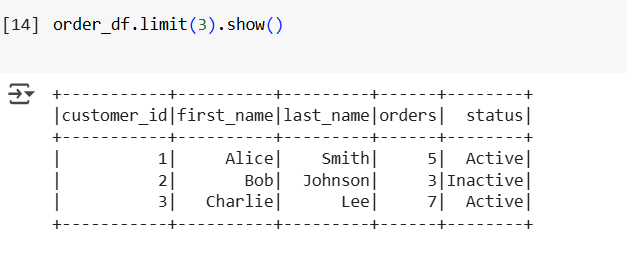 [14] order_df.limit(3).show()
+-----------+----------+---------+------+--------+
|customer_id|first_name|last_name|orders|  status|
+-----------+----------+---------+------+--------+
|          1|     Alice|    Smith|     5|  Active|
|          2|       Bob|  Johnson|     3|Inactive|
|          3|   Charlie|      Lee|     7|  Active|
+-----------+----------+---------+------+--------+